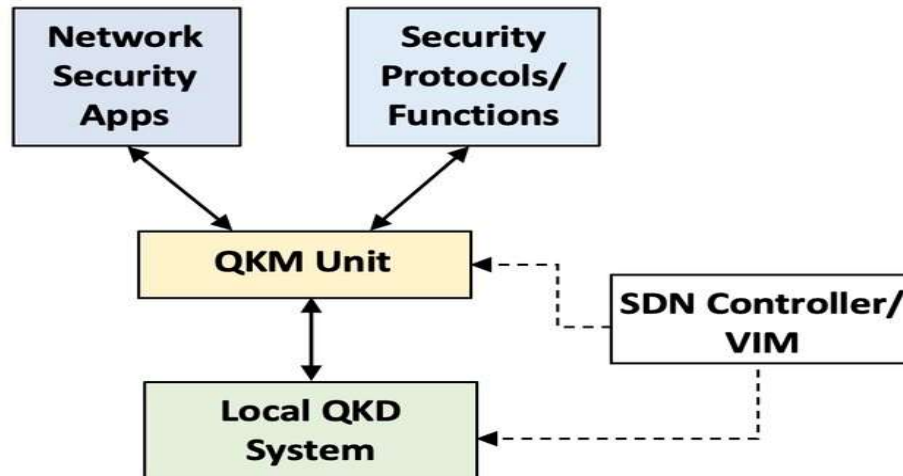 Network
Security
Apps
Security
Protocols/
Functions
QKM Unit
SDN Controller/
VIM
Local QKD
System